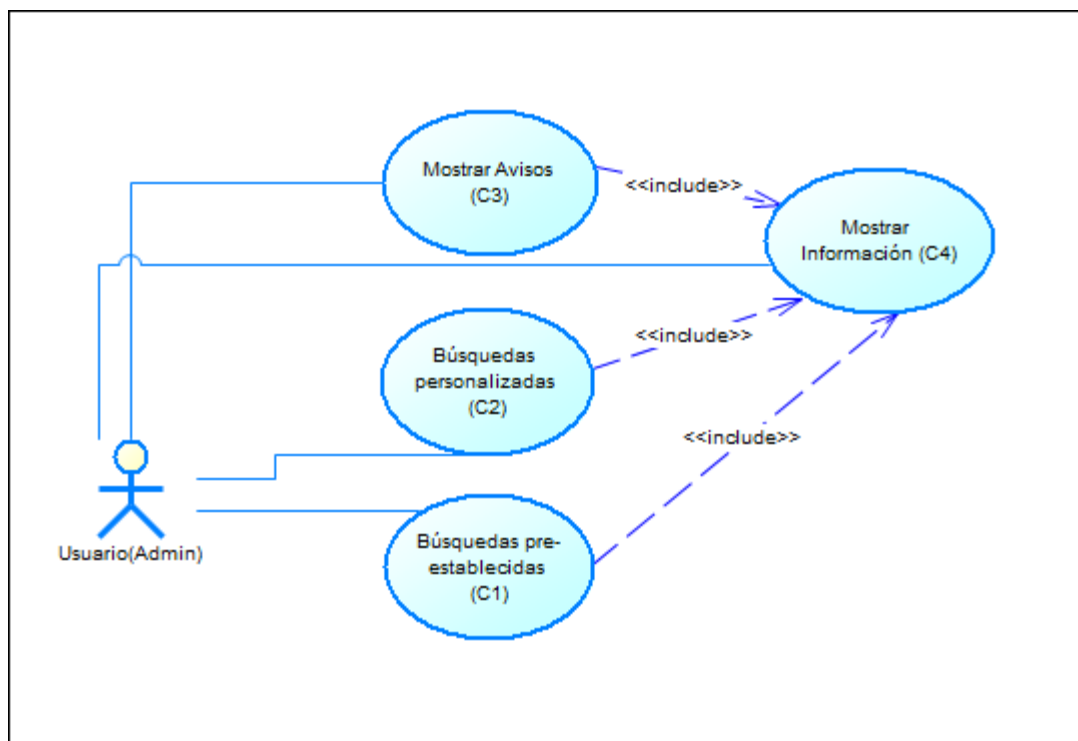 Mostrar Avisos
(C3)
<<include>>
Mostrar
Información (C4)
<<include>>
Búsquedas
personalizadas
(C2)
<<include>>
Búsquedas pre-
establecidas
(C1)
Usuario(Admin)